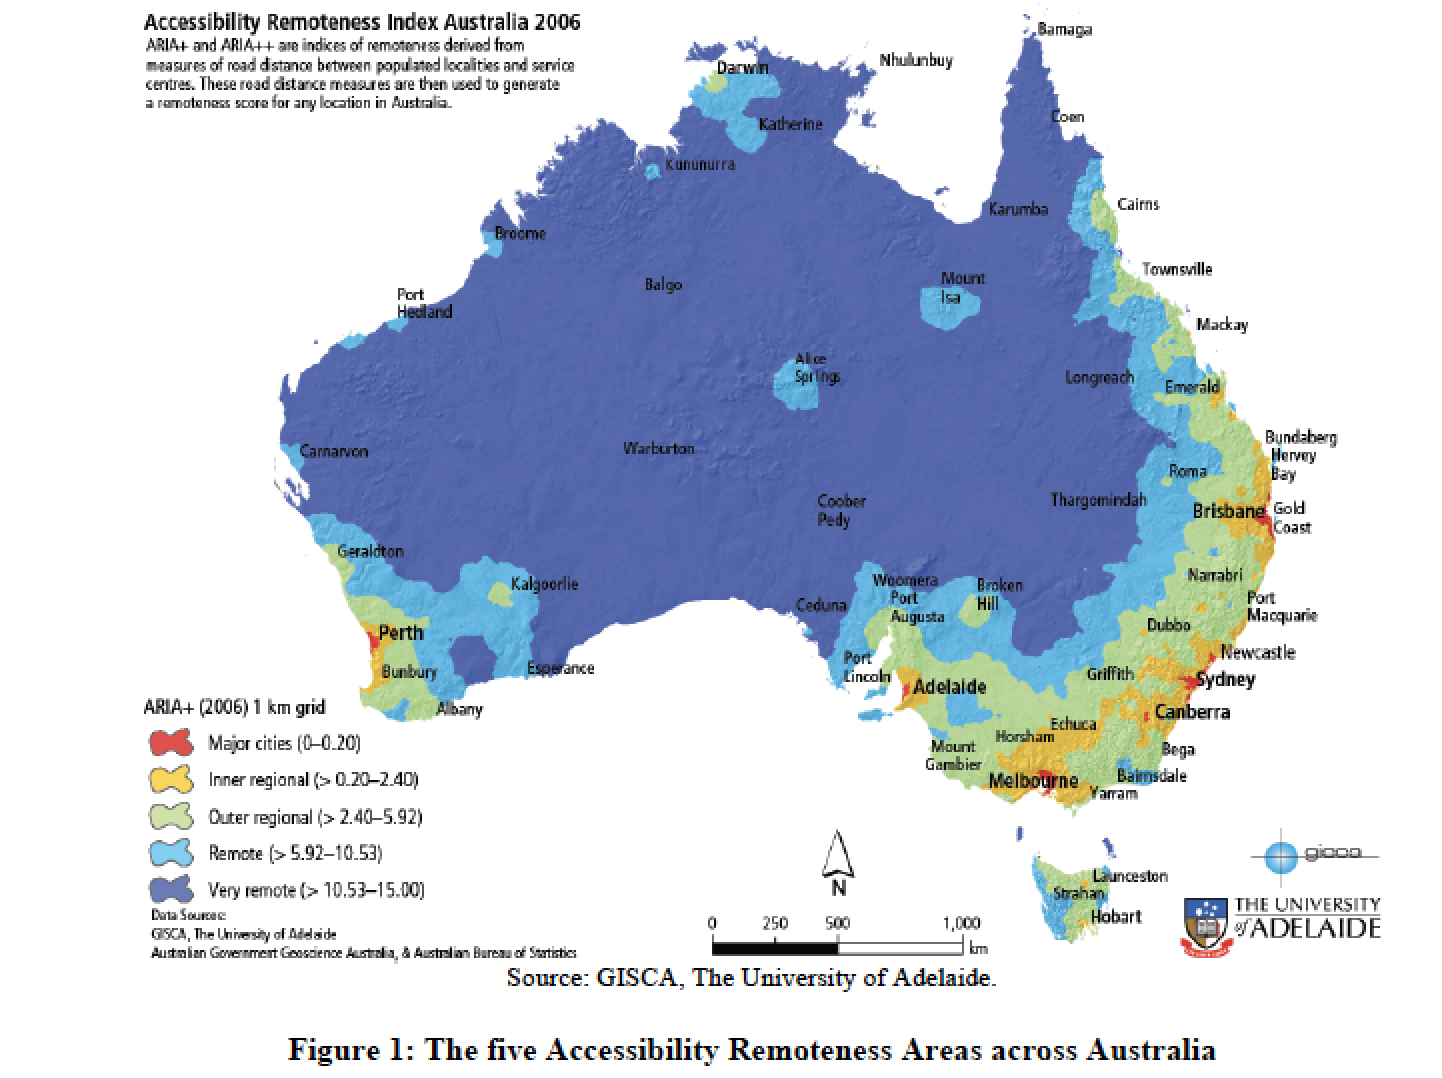 Accessibility Remoteness Index Australia 2006
ARIA+ and ARIA++ are indices of remoteness derived from
measures of road distance between populated localities and service
centres. These road distance measures are then used to generate
a remoteness score for any location in Australia.
Bamaga
Nhulunbuy
Darwin
Coen
Katherine
Kununurra
Cairns
Karumba
Broome
Townsville
Balgo
Mount
Isa
Port
Hedland
Mackay
Alice
Springs
Longreach
Emerald
Bundaberg
Hervey
Bay
Carnarvon
Warburton
Roma
Coober
Pedy
Thargomindah
Brisbane
Gold
Coast
Geraldton
Narrabri
Kalgoorlie
Woomera
Broken
Hill
Ceduna
Port
Augusta
Port
Macquarie
Dubbo
Perth
Newcastle
Bunbury
Esperance
Port
Lincoln
Griffith
Sydney
Adelaide
Albany
Canberra
Echuca
Horsham
Mount
Gambier
Bega
Melbourne
Bairnsdale
Yarram
ARIA+ (2006) 1 km grid
Major cities (0–0.20)
Inner regional (> 0.20–2.40)
Outer regional (> 2.40–5.92)
Remote (> 5.92–10.53)
Very remote (> 10.53–15.00)
Data Sources:
GISCA, The University of Adelaide
Australian Government Geoscience Australia, & Australian Bureau of Statistics
N
0 250 500 1,000
km
Launceston
Strahan
Hobart
gisca
THE UNIVERSITY
of ADELAIDE
Source: GISCA, The University of Adelaide.
Figure 1: The five Accessibility Remoteness Areas across Australia